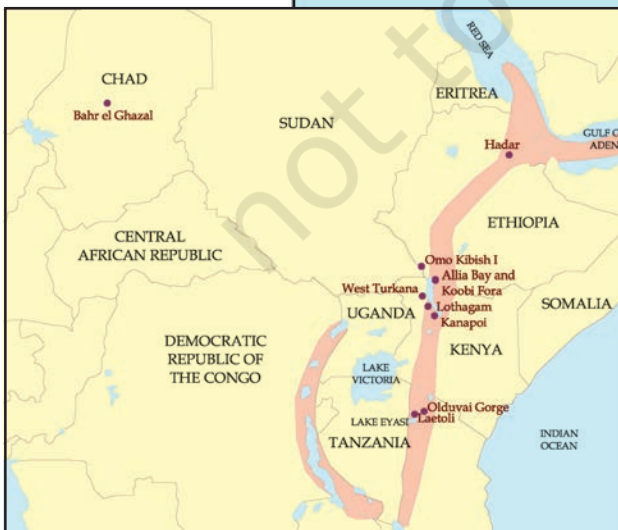 RED SEA
CHAD
ERITREA
Bahr el Ghazal
SUDAN
GULF O
ADEN
Hadar
ETHIOPIA
CENTRAL
AFRICAN REPUBLIC
Omo Kibish I
Allia Bay and
Koobi Fora
West Turkana
SOMALIA
UGANDA
Lothagam
Kanapoi
DEMOCRATIC
REPUBLIC OF
THE CONGO
KENYA
LAKE
VICTORIA
Olduvai Gorge
LAKE EYASI
Laetoli
TANZANIA
INDIAN
OCEAN
not to